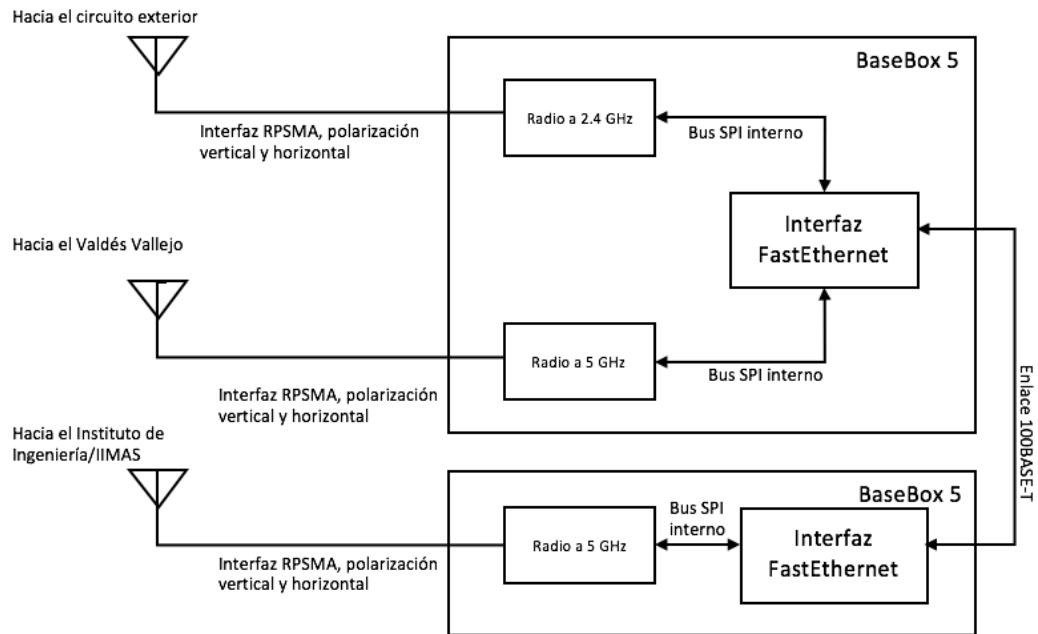 Hacia el circuito exterior
BaseBox 5
Radio a 2.4 GHz
Bus SPI interno
Interfaz RPSMA, polarización
vertical y horizontal
Interfaz
FastEthernet
Hacia el Valdés Vallejo
Radio a 5 GHz
Bus SPI interno
Interfaz RPSMA, polarización
vertical y horizontal
Enlace 100BASE-T
Hacia el Instituto de
Ingeniería/IIMAS
BaseBox 5
Bus SPI
interno
Radio a 5 GHz
Interfaz
FastEthernet
Interfaz RPSMA, polarización
vertical y horizontal